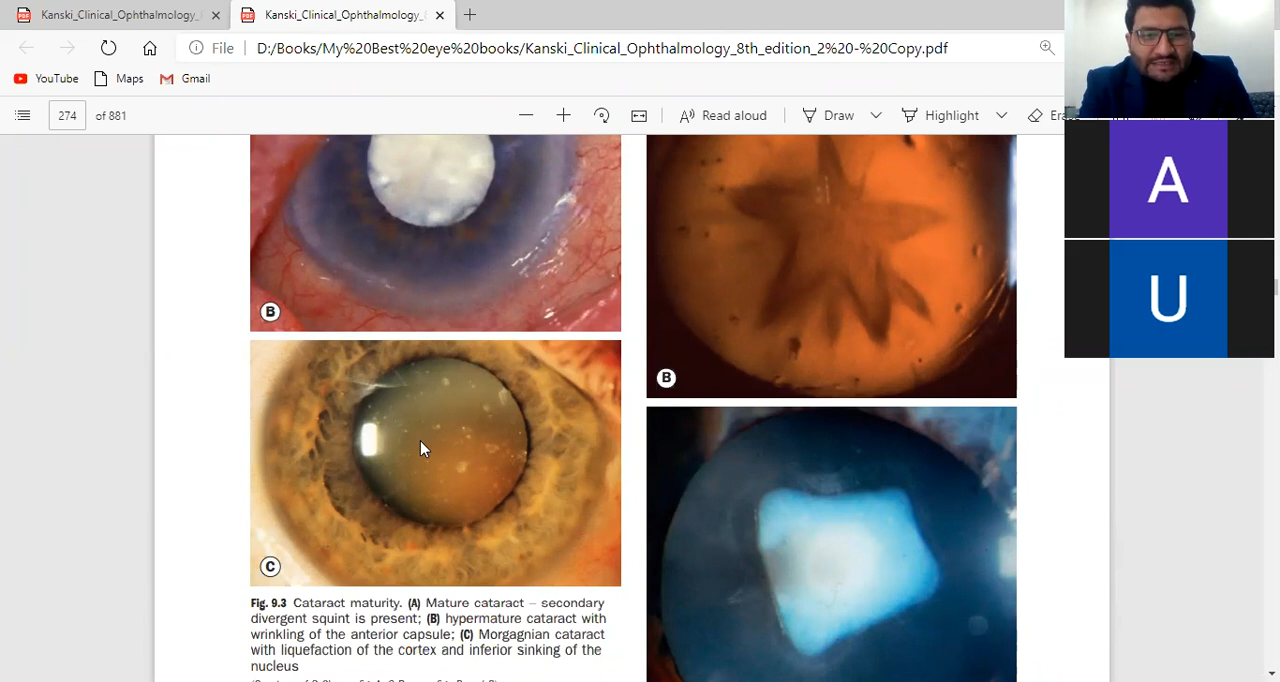 Kanski_Clinical_Ophthalmology_
Kanski_Clinical_Ophthalmology_
File
D:/Books/My%20Best%20eye%20books/Kanski_Clinical_Ophthalmology_8th_edition_2%20-%20Copy.pdf
YouTube
Maps
Gmail
274
of 881
Read aloud
Draw
Highlight
A
U
B
B
C
Fig. 9.3 Cataract maturity. (A) Mature cataract – secondary
divergent squint is present; (B) hypermature cataract with
wrinkling of the anterior capsule; (C) Morgagnian cataract
with liquefaction of the cortex and inferior sinking of the
nucleus